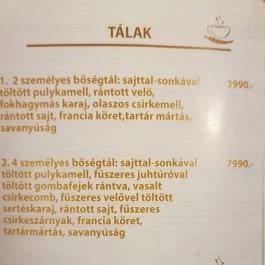 TÁLAK
1. 2 személyes bőségtál: sajttal-sonkával 3990.-
töltött pulykamell, rántott velő,
fokhagymás karaj, olaszos csirkemell,
rántott sajt, francia köret,tartár mártás,
savanyúság
2. 4 személyes bőségtál: sajttal-sonkával 7990.-
töltött pulykamell, fűszeres juhtúróval
töltött gombafejek rántva, vasalt
csirkecomb, fűszeres velővel töltött
sertéskaraj, rántott sajt, fűszeres
csirkeszárnyak, francia köret,
tartármártás, savanyúság